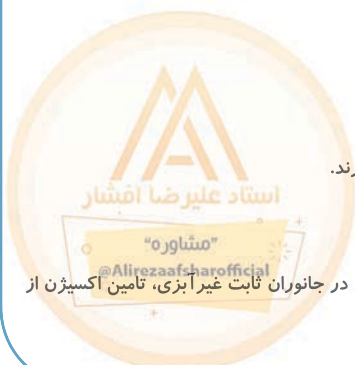 رند.
استاد علیرضا افشار
"مشاوره"
@Alirezaafsharofficial
در جانوران ثابت غیرآبزی، تامین اکسیژن از